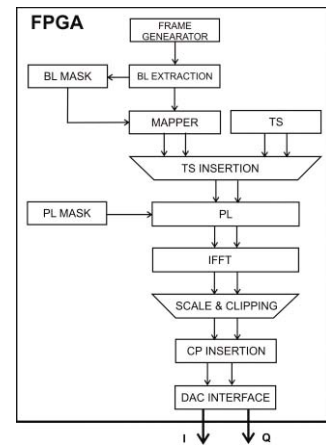 FPGA
FRAME
GENEARATOR
BL MASK
BL EXTRACTION
MAPPER
TS
TS INSERTION
PL MASK
PL
IFFT
SCALE & CLIPPING
CP INSERTION
DAC INTERFACE
I
Q